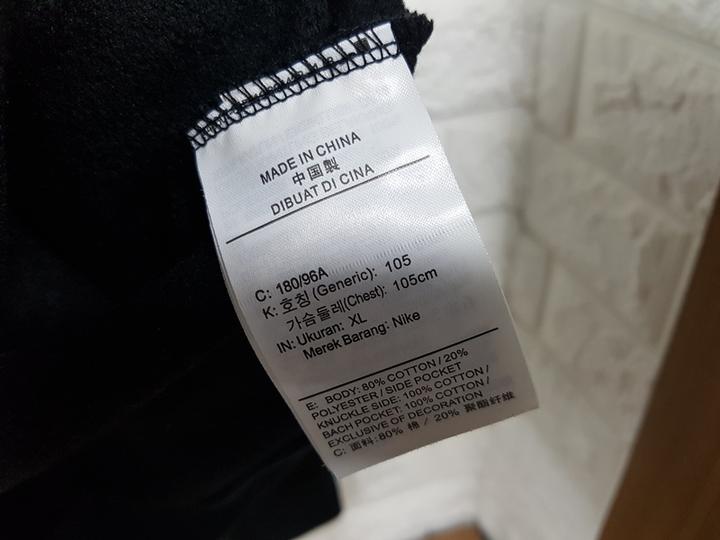 MADE IN CHINA
中国製
DIBUAT DI CINA
C: 180/96A
K: 호칭 (Generic): 105
가슴둘레(Chest): 105cm
IN: Ukuran: XL
Merek Barang: Nike
E: BODY: 80% COTTON / 20%
POLYESTER / SIDE POCKET
KNUCKLE SIDE: 100% COTTON /
BACH POCKET: 100% COTTON /
EXCLUSIVE OF DECORATION
C: 面料:80% 棉 / 20% 聚酯纤维